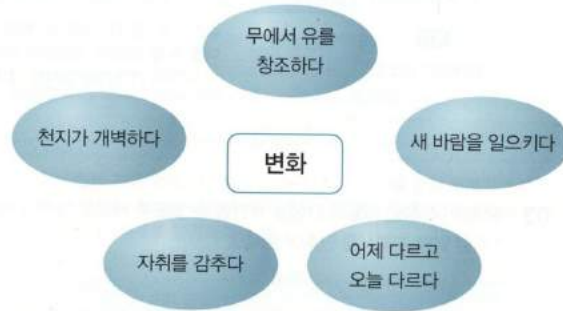 무에서 유를
창조하다
천지가 개벽하다
새 바람을 일으키다
변화
자취를 감추다
어제 다르고
오늘 다르다